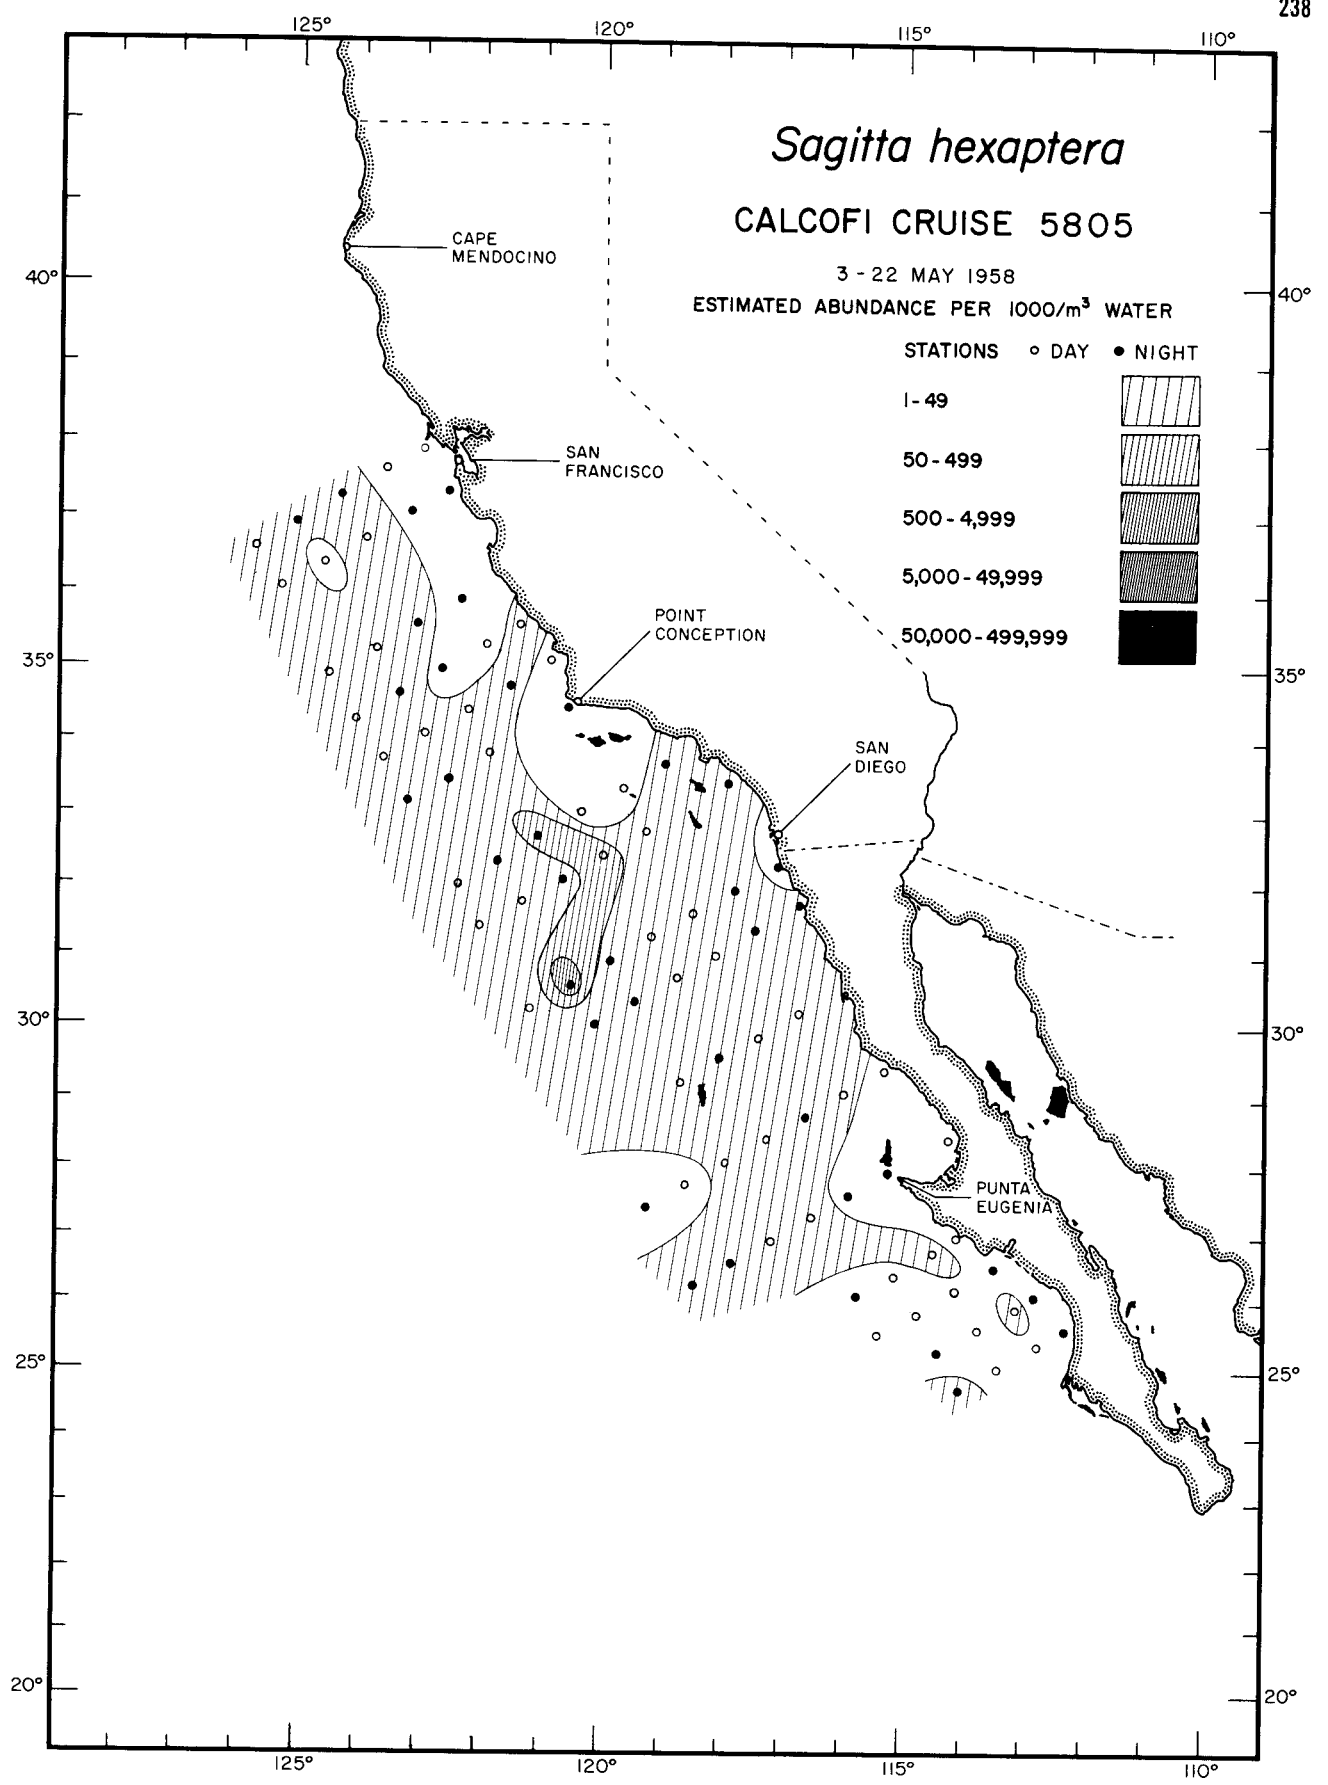 238
125° 120° 115° 110°
Sagitta hexaptera
CALCOFI CRUISE 5805
3 - 22 MAY 1958
ESTIMATED ABUNDANCE PER 1000/m³ WATER
STATIONS ○ DAY ● NIGHT
1 - 49
50 - 499
500 - 4,999
5,000 - 49,999
50,000 - 499,999
CAPE
MENDOCINO
40° 40°
SAN
FRANCISCO
POINT
CONCEPTION
35° 35°
SAN
DIEGO
30° 30°
PUNTA
EUGENIA
25° 25°
20° 20°
125° 120° 115° 110°